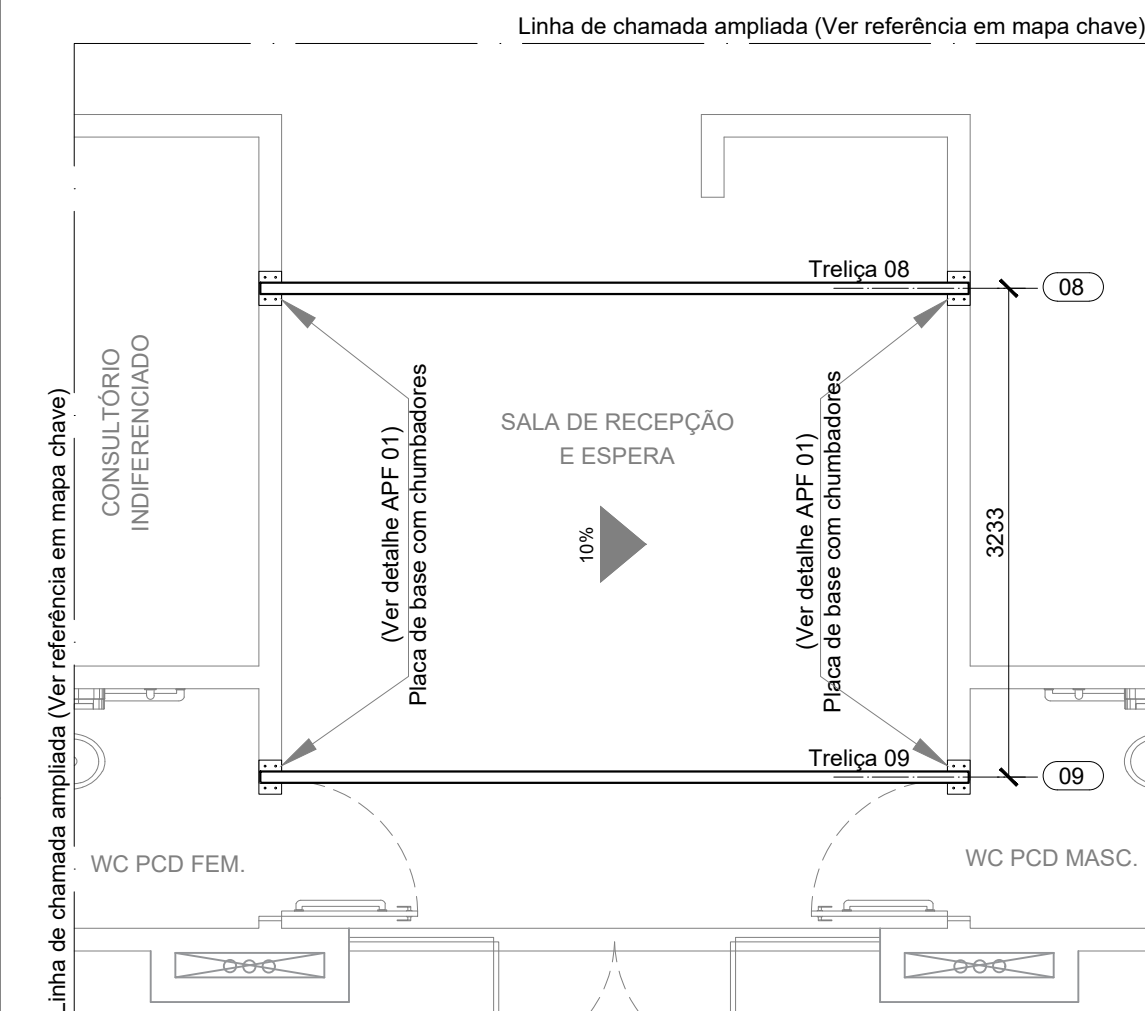 Linha de chamada ampliada (Ver referência em mapa chave)
Treliça 08
08
CONSULTÓRIO
INDIFERENCIADO
Linha de chamada ampliada (Ver referência em mapa chave)
(Ver detalhe APF 01)
Placa de base com chumbadores
SALA DE RECEPÇÃO
E ESPERA
10%
(Ver detalhe APF 01)
Placa de base com chumbadores
3233
Treliça 09
09
WC PCD FEM.
WC PCD MASC.